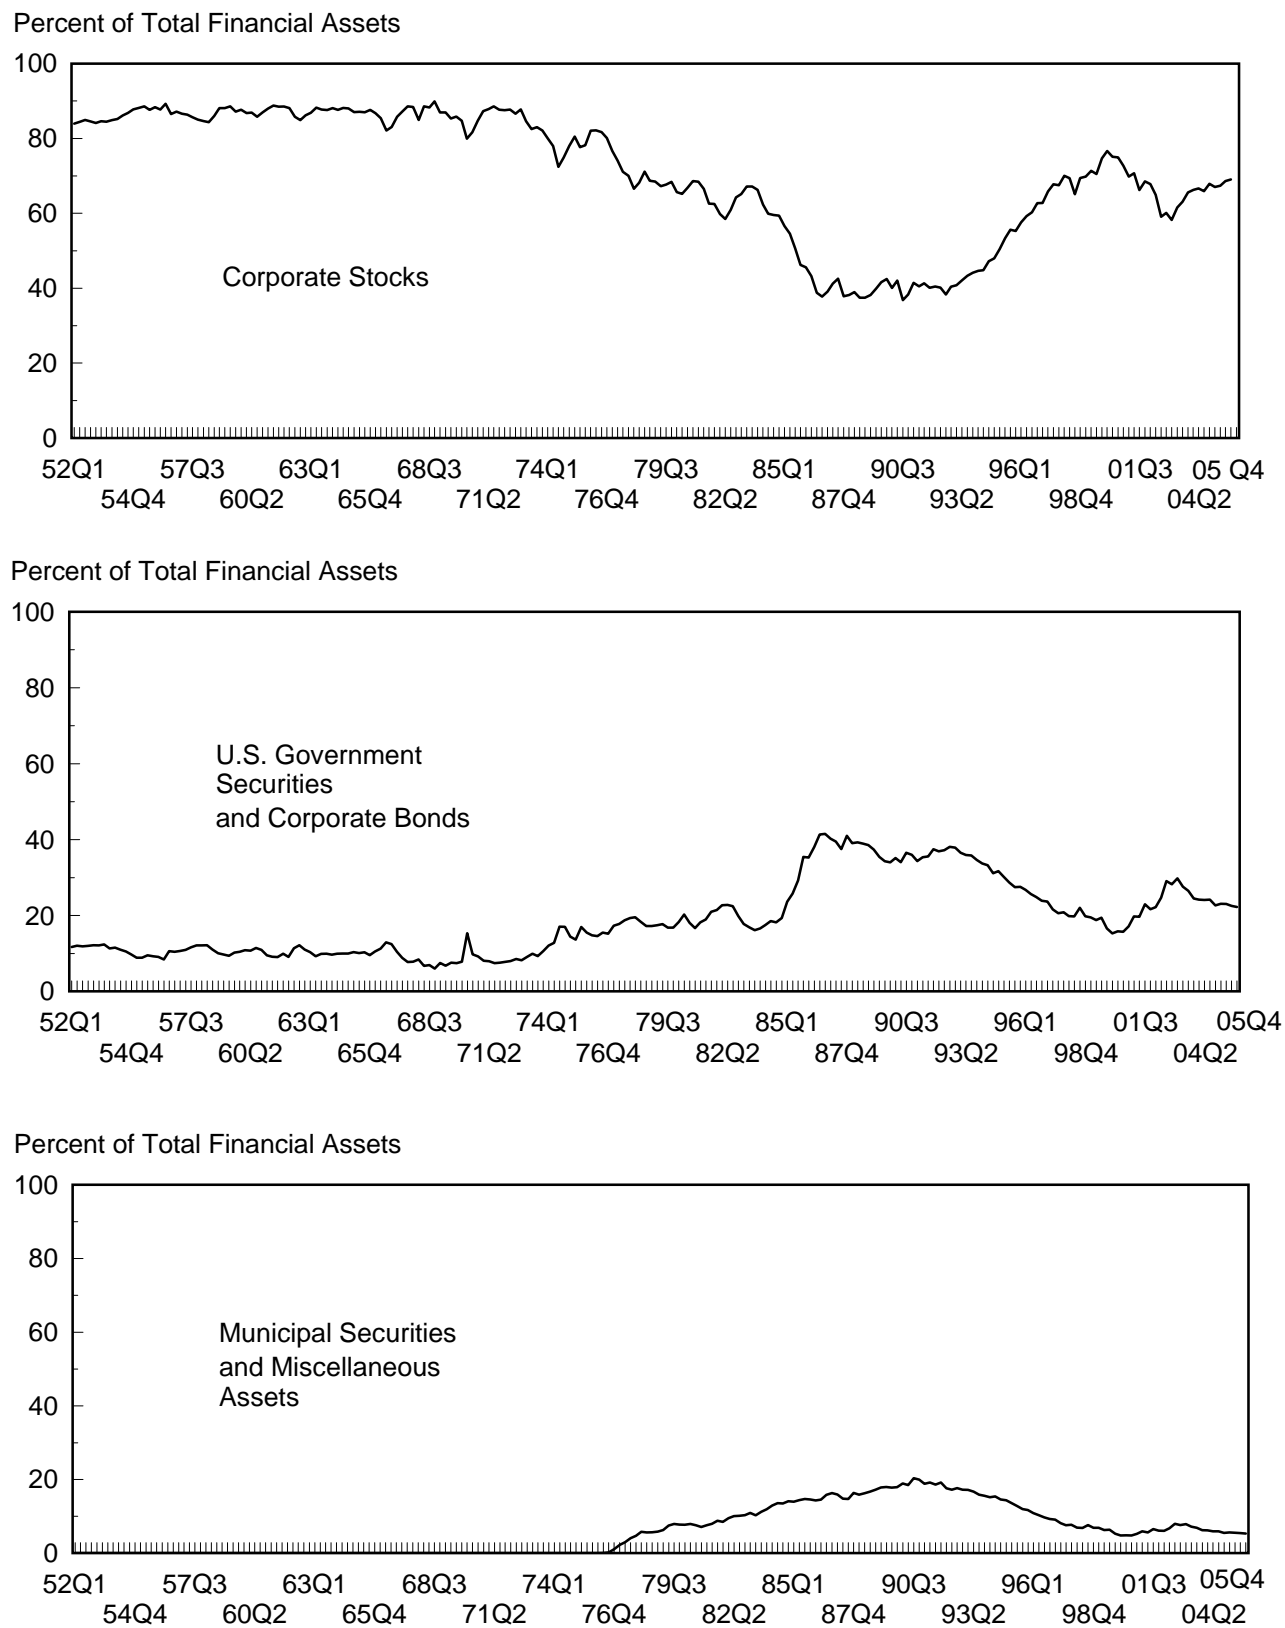 Percent of Total Financial Assets
100
80
60
40
20
0
Corporate Stocks
52Q1 57Q3 63Q1 68Q3 74Q1 79Q3 85Q1 90Q3 96Q1 01Q3 05 Q4
54Q4 60Q2 65Q4 71Q2 76Q4 82Q2 87Q4 93Q2 98Q4 04Q2
Percent of Total Financial Assets
100
80
60
40
20
0
U.S. Government
Securities
and Corporate Bonds
52Q1 57Q3 63Q1 68Q3 74Q1 79Q3 85Q1 90Q3 96Q1 01Q3 05Q4
54Q4 60Q2 65Q4 71Q2 76Q4 82Q2 87Q4 93Q2 98Q4 04Q2
Percent of Total Financial Assets
100
80
60
40
20
0
Municipal Securities
and Miscellaneous
Assets
52Q1 57Q3 63Q1 68Q3 74Q1 79Q3 85Q1 90Q3 96Q1 01Q3 05Q4
54Q4 60Q2 65Q4 71Q2 76Q4 82Q2 87Q4 93Q2 98Q4 04Q2